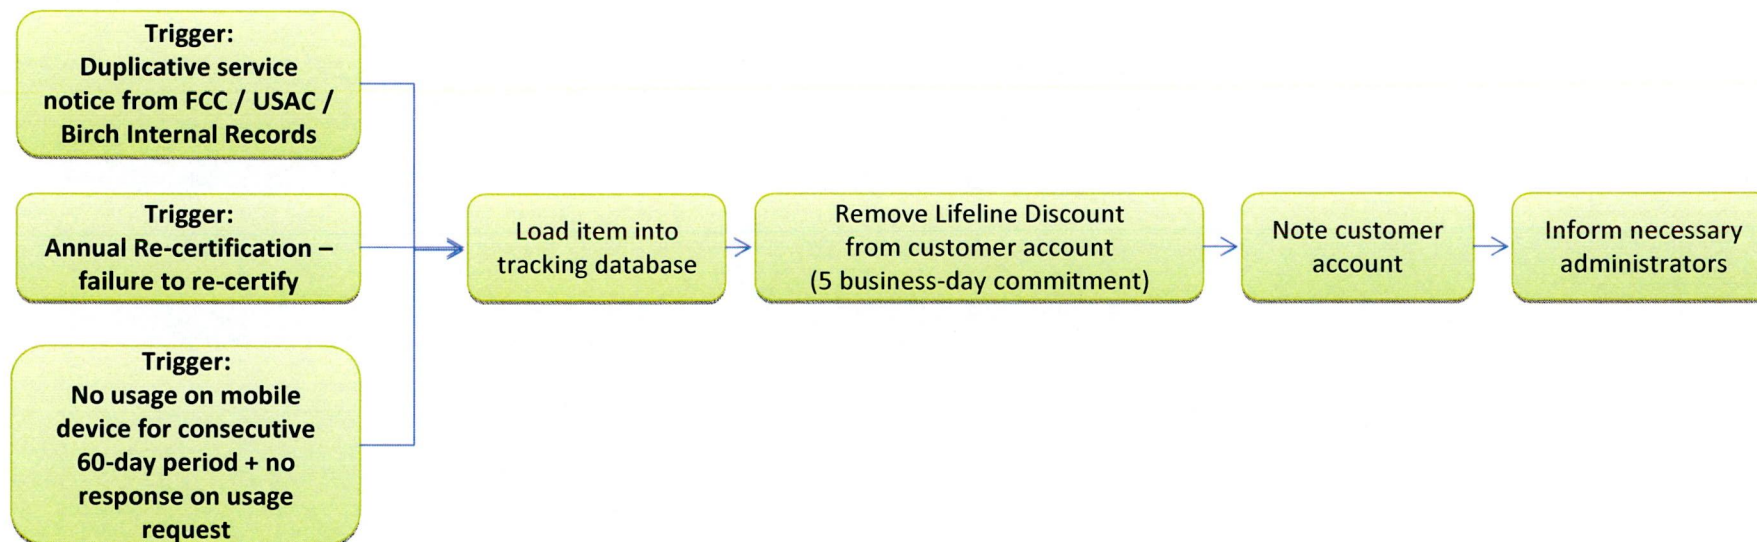 Trigger:
Duplicative service
notice from FCC / USAC /
Birch Internal Records
Trigger:
Annual Re-certification –
failure to re-certify
Trigger:
No usage on mobile
device for consecutive
60-day period + no
response on usage
request
Load item into
tracking database
Remove Lifeline Discount
from customer account
(5 business-day commitment)
Note customer
account
Inform necessary
administrators